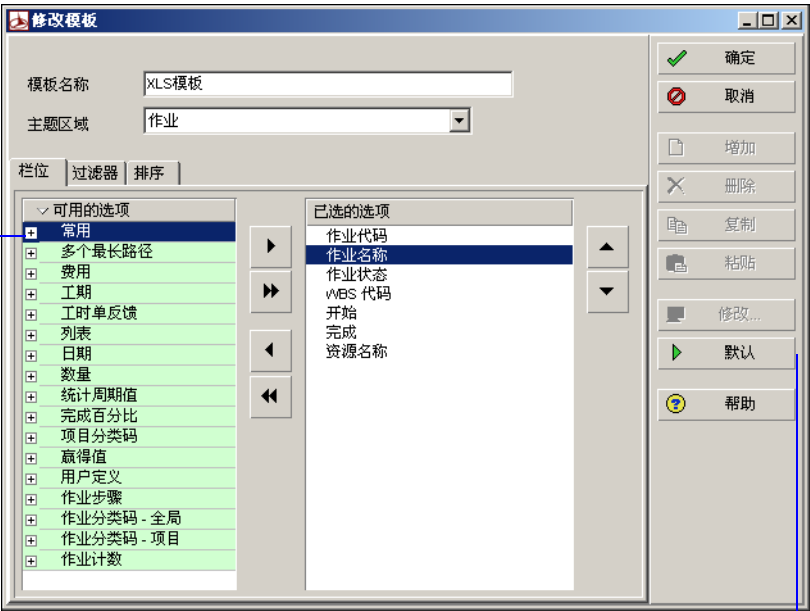 修改模板
模板名称 XLS模板
主题区域 作业
栏位 过滤器 排序
可用的选项
常用
多个最长路径
费用
工期
工时单反馈
列表
日期
数量
统计周期值
完成百分比
项目分类码
赢得值
用户定义
作业步骤
作业分类码 - 全局
作业分类码 - 项目
作业计数
已选的选项
作业代码
作业名称
作业状态
WBS 代码
开始
完成
资源名称
确定
取消
增加
删除
复制
粘贴
修改...
默认
帮助